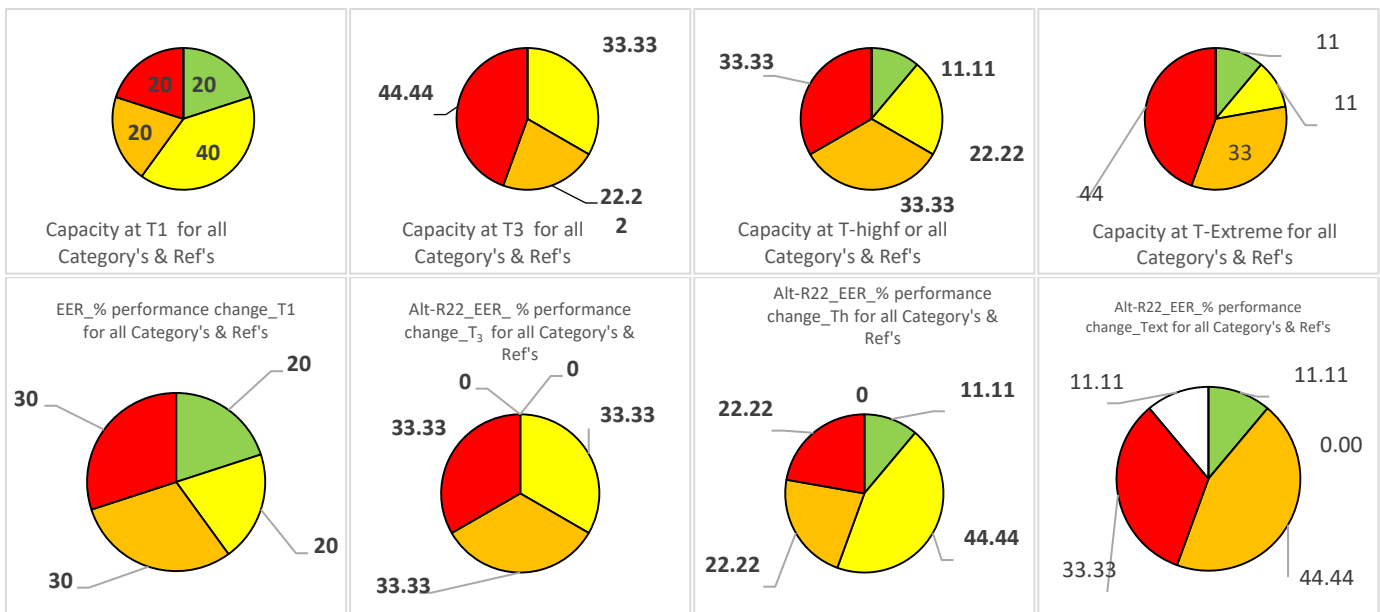 20
20
40
20
Capacity at T1 for all
Category's & Ref's
33.33
44.44
22.2
2
Capacity at T3 for all
Category's & Ref's
33.33
11.11
22.22
33.33
Capacity at T-highf or all
Category's & Ref's
11
11
33
44
Capacity at T-Extreme for all
Category's & Ref's
EER_% performance change_T1
for all Category's & Ref's
20
30
20
30
Alt-R22_EER_ % performance
change_T₃ for all Category's &
Ref's
0
0
33.33
33.33
33.33
Alt-R22_EER_% performance
change_Th for all Category's &
Ref's
0
11.11
22.22
44.44
22.22
Alt-R22_EER_% performance
change_Text for all Category's & Ref's
11.11
11.11
0.00
33.33
44.44